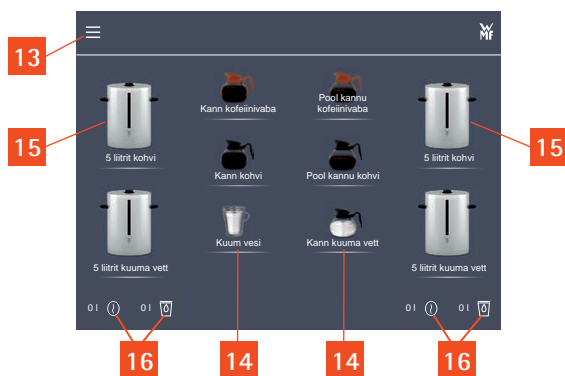 WMF
13
Kann kofeiinivaba
Pool kannu
kofeiinivaba
15
15
5 liitrit kohvi
Kann kohvi
Pool kannu kohvi
5 liitrit kohvi
5 liitrit kuuma vett
Kuum vesi
Kann kuuma vett
5 liitrit kuuma vett
0 l
0 l
0 l
0 l
16
14
14
16